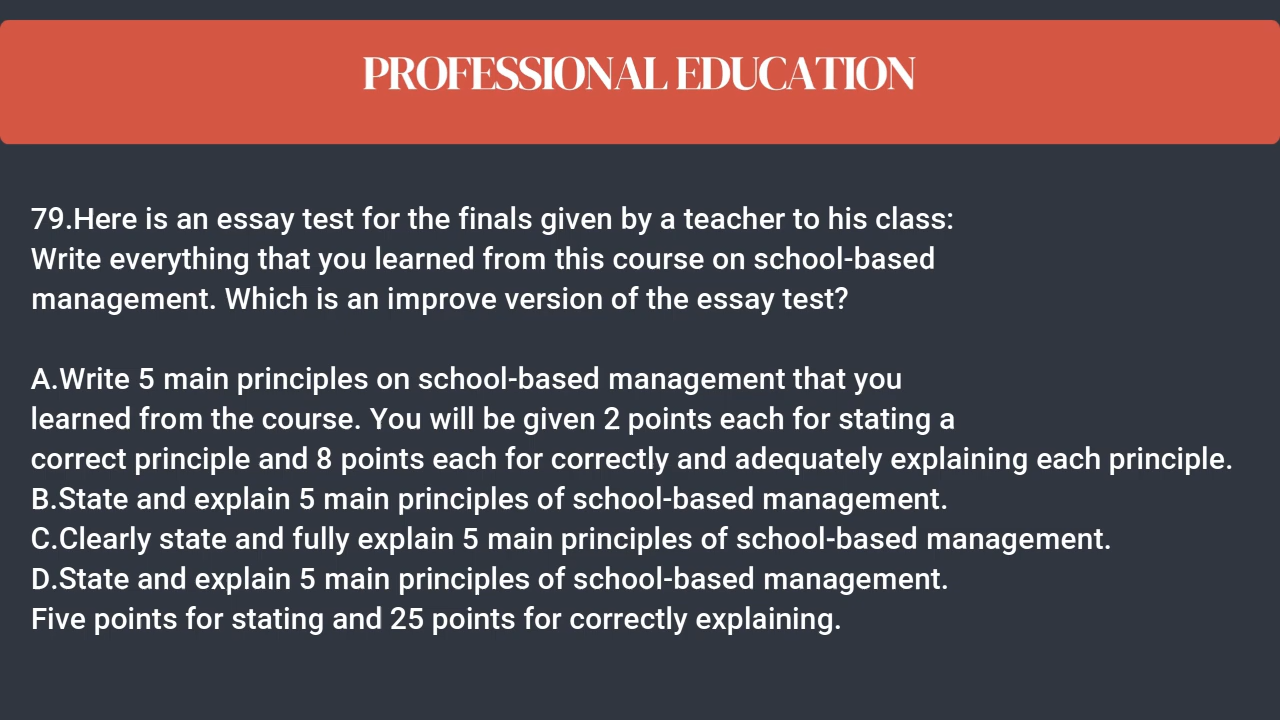 PROFESSIONAL EDUCATION
79.Here is an essay test for the finals given by a teacher to his class:
Write everything that you learned from this course on school-based
management. Which is an improve version of the essay test?
A.Write 5 main principles on school-based management that you
learned from the course. You will be given 2 points each for stating a
correct principle and 8 points each for correctly and adequately explaining each principle.
B.State and explain 5 main principles of school-based management.
C.Clearly state and fully explain 5 main principles of school-based management.
D.State and explain 5 main principles of school-based management.
Five points for stating and 25 points for correctly explaining.